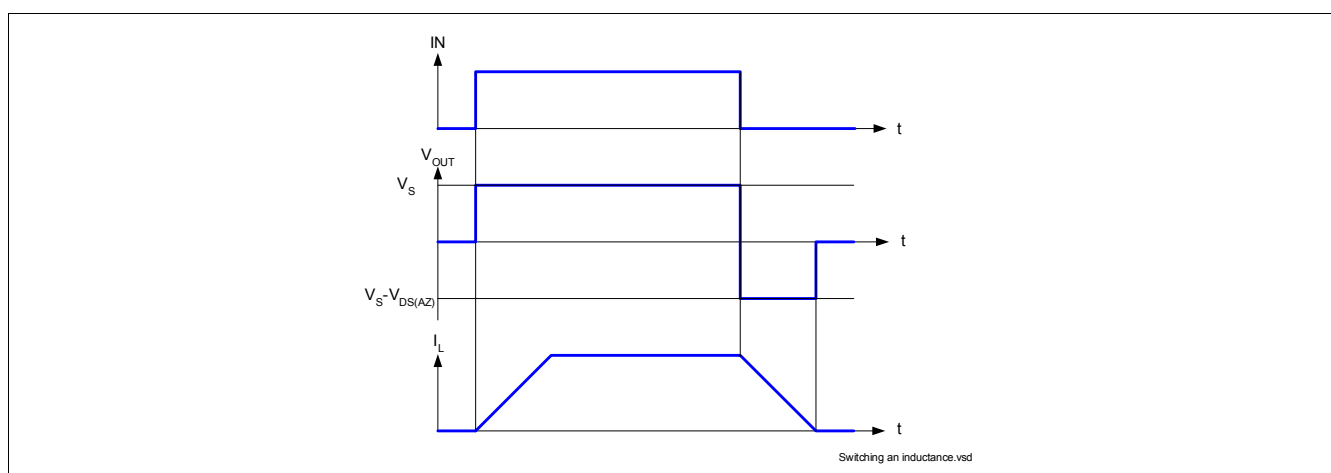 IN
t
V_OUT
V_S
t
V_S-V_DS(AZ)
I_L
t
Switching an inductance.vsd